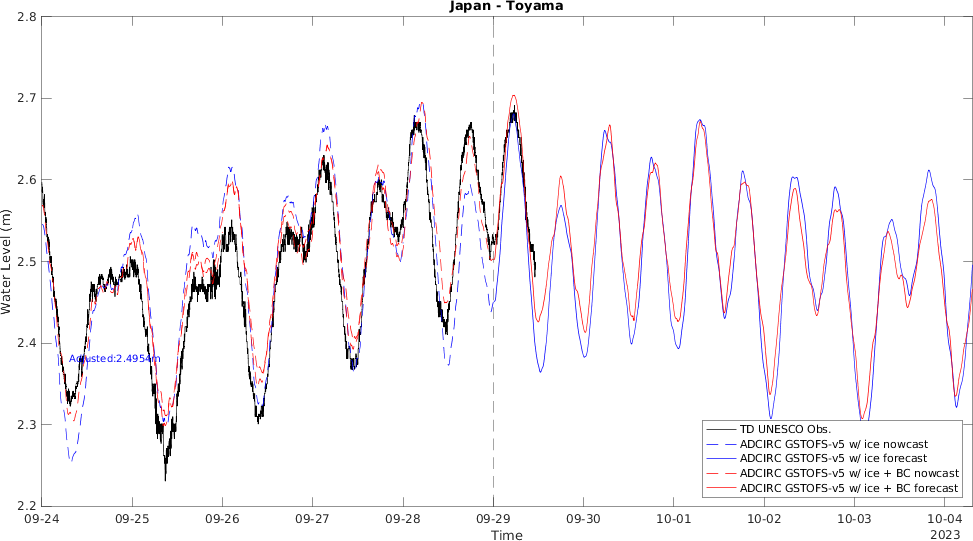 Japan - Toyama
2.8
2.7
2.6
2.5
2.4
2.3
2.2
Water Level (m)
Adjusted:2.4954m
TD UNESCO Obs.
ADCIRC GSTOFS-v5 w/ ice nowcast
ADCIRC GSTOFS-v5 w/ ice forecast
ADCIRC GSTOFS-v5 w/ ice + BC nowcast
ADCIRC GSTOFS-v5 w/ ice + BC forecast
09-24 09-25 09-26 09-27 09-28 09-29 09-30 10-01 10-02 10-03 10-04
Time 2023